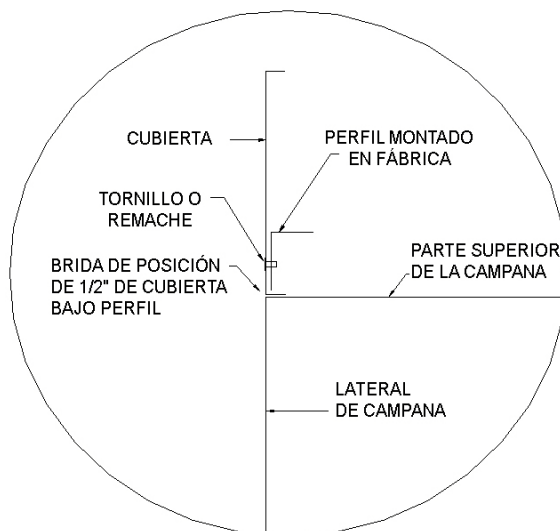 CUBIERTA
PERFIL MONTADO
EN FÁBRICA
TORNILLO O
REMACHE
BRIDA DE POSICIÓN
DE 1/2" DE CUBIERTA
BAJO PERFIL
PARTE SUPERIOR
DE LA CAMPANA
LATERAL
DE CAMPANA